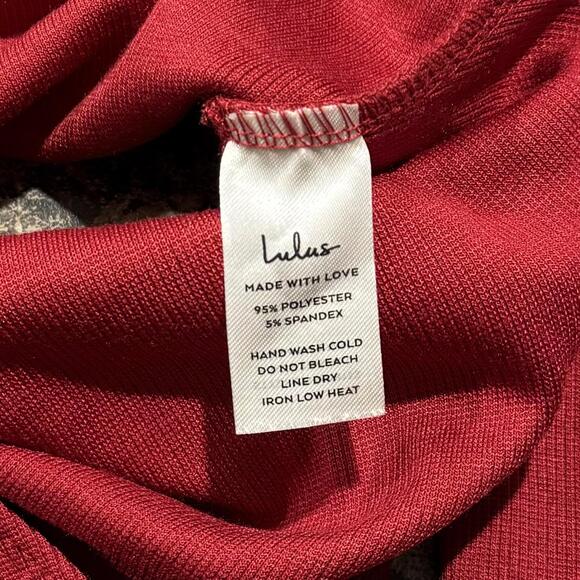 Lulus
MADE WITH LOVE
95% POLYESTER
5% SPANDEX
HAND WASH COLD
DO NOT BLEACH
LINE DRY
IRON LOW HEAT